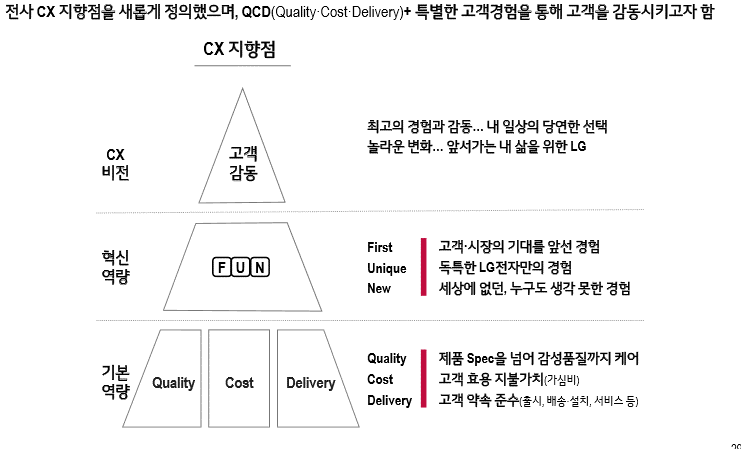 전사 CX 지향점을 새롭게 정의했으며, QCD(Quality·Cost·Delivery)+ 특별한 고객경험을 통해 고객을 감동시키고자 함
CX 지향점
CX
비전
고객
감동
최고의 경험과 감동... 내 일상의 당연한 선택
놀라운 변화... 앞서가는 내 삶을 위한 LG
혁신
역량
FUN
First 고객·시장의 기대를 앞선 경험
Unique 독특한 LG전자만의 경험
New 세상에 없던, 누구도 생각 못한 경험
기본
역량
Quality
Cost
Delivery
Quality 제품 Spec을 넘어 감성품질까지 케어
Cost 고객 효용 지불가치(가심비)
Delivery 고객 약속 준수(출시, 배송·설치, 서비스 등)